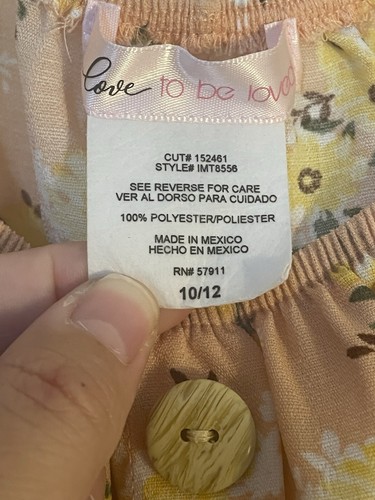 love to be loved
CUT# 152461
STYLE# IMT8556
SEE REVERSE FOR CARE
VER AL DORSO PARA CUIDADO
100% POLYESTER/POLIESTER
MADE IN MEXICO
HECHO EN MEXICO
RN# 57911
10/12